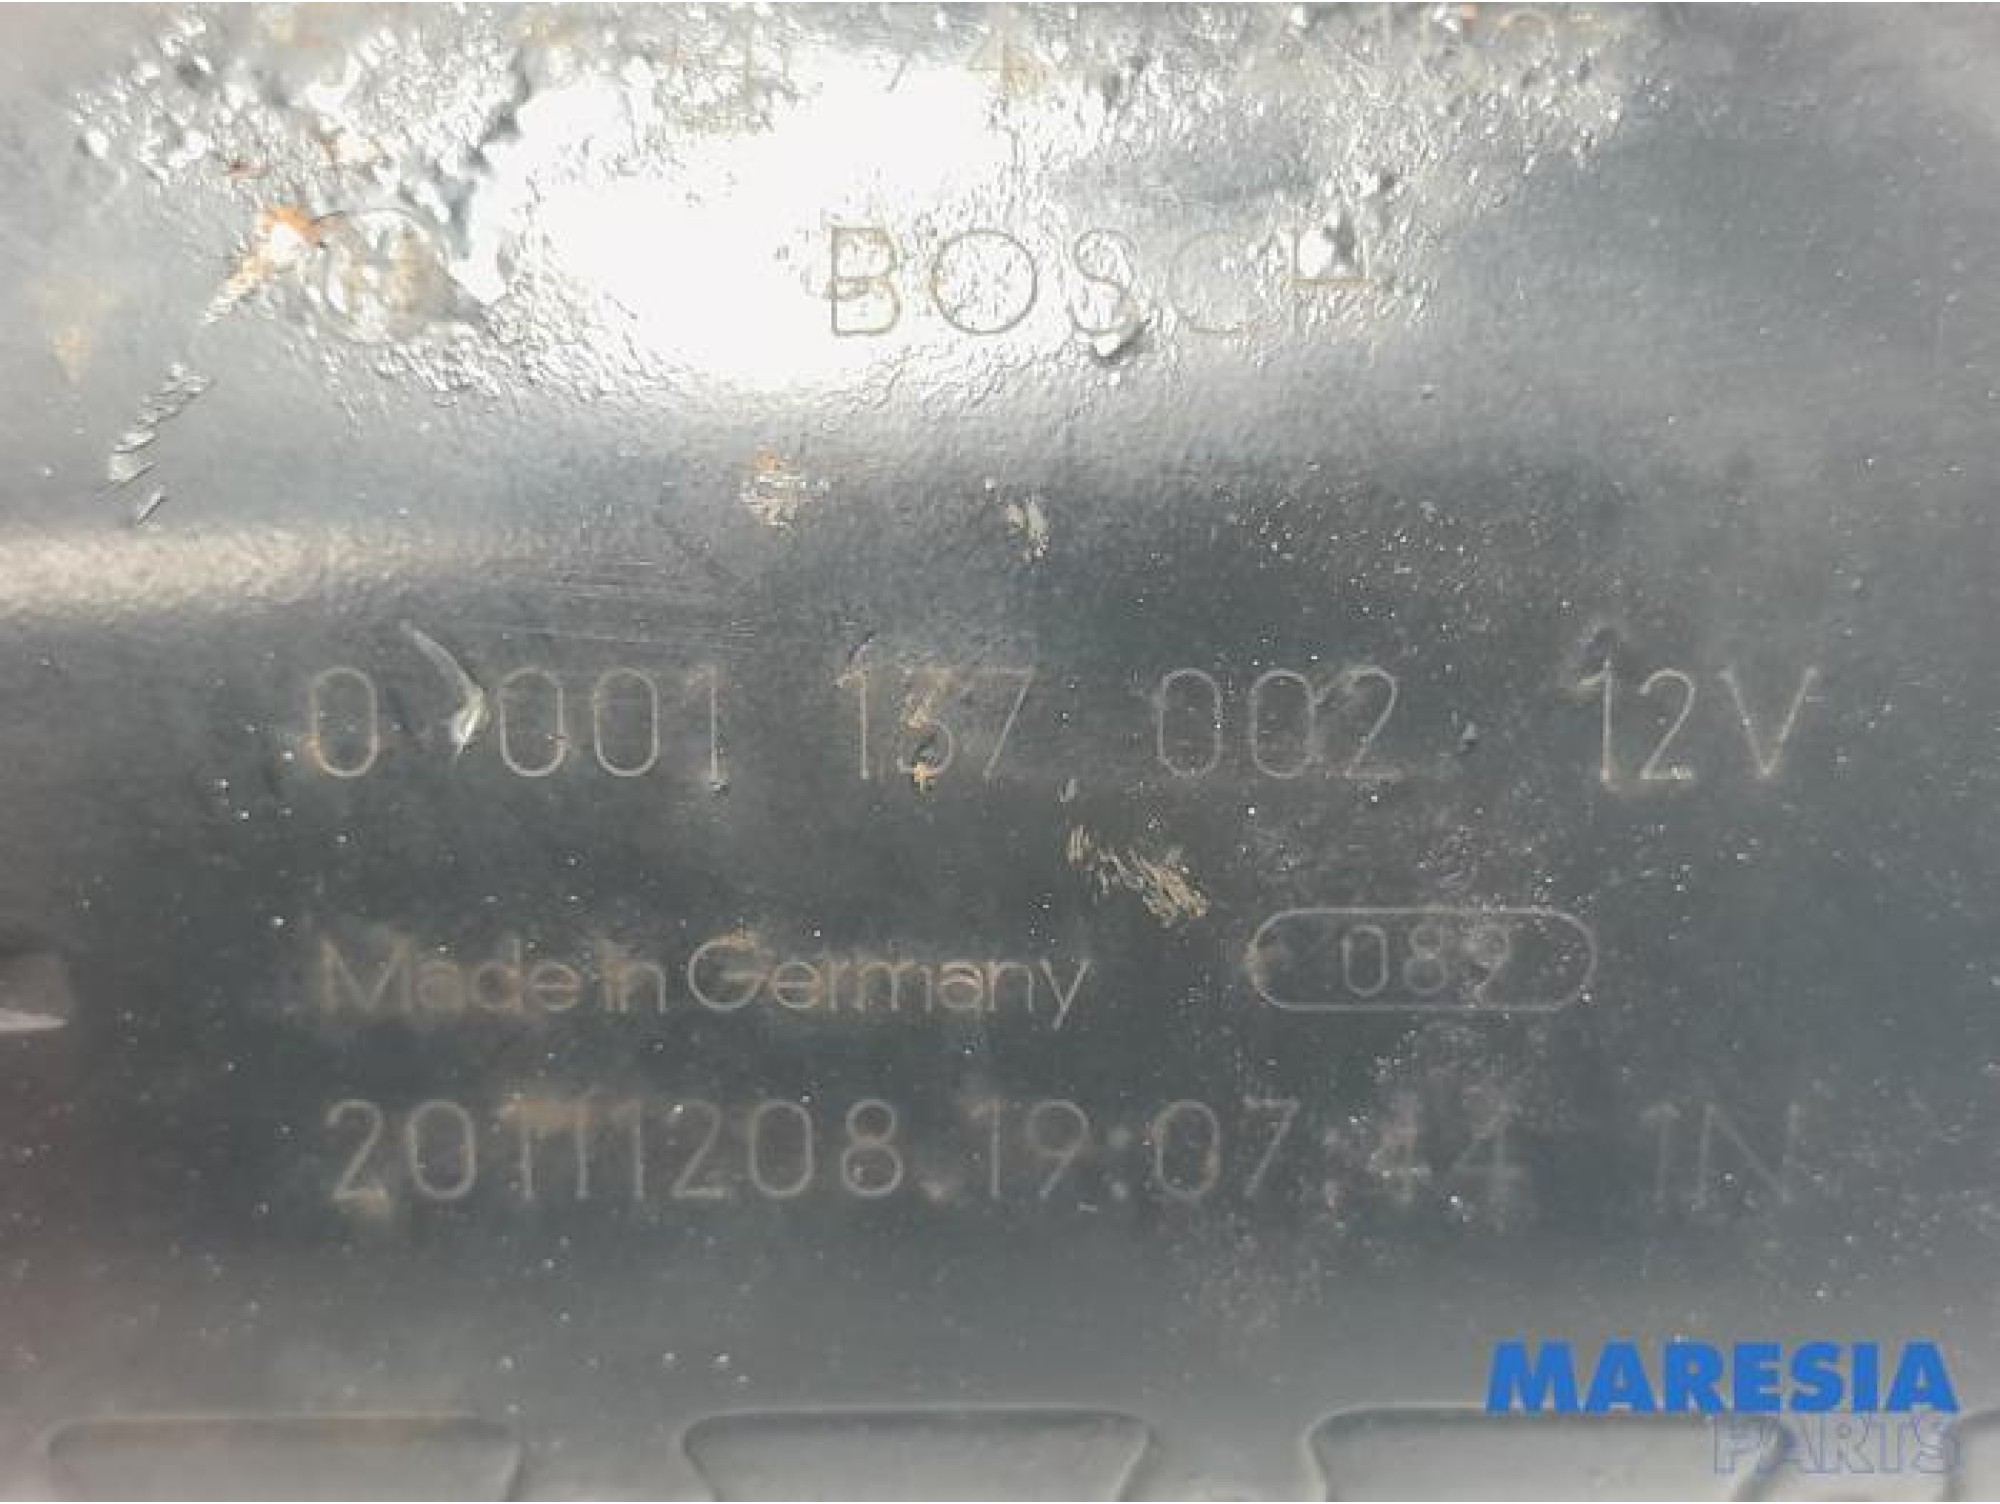 BOSCH
0 001 137 002 12V
Made in Germany 089
20111208 19:07:44 1N
MARESIA
PARTS